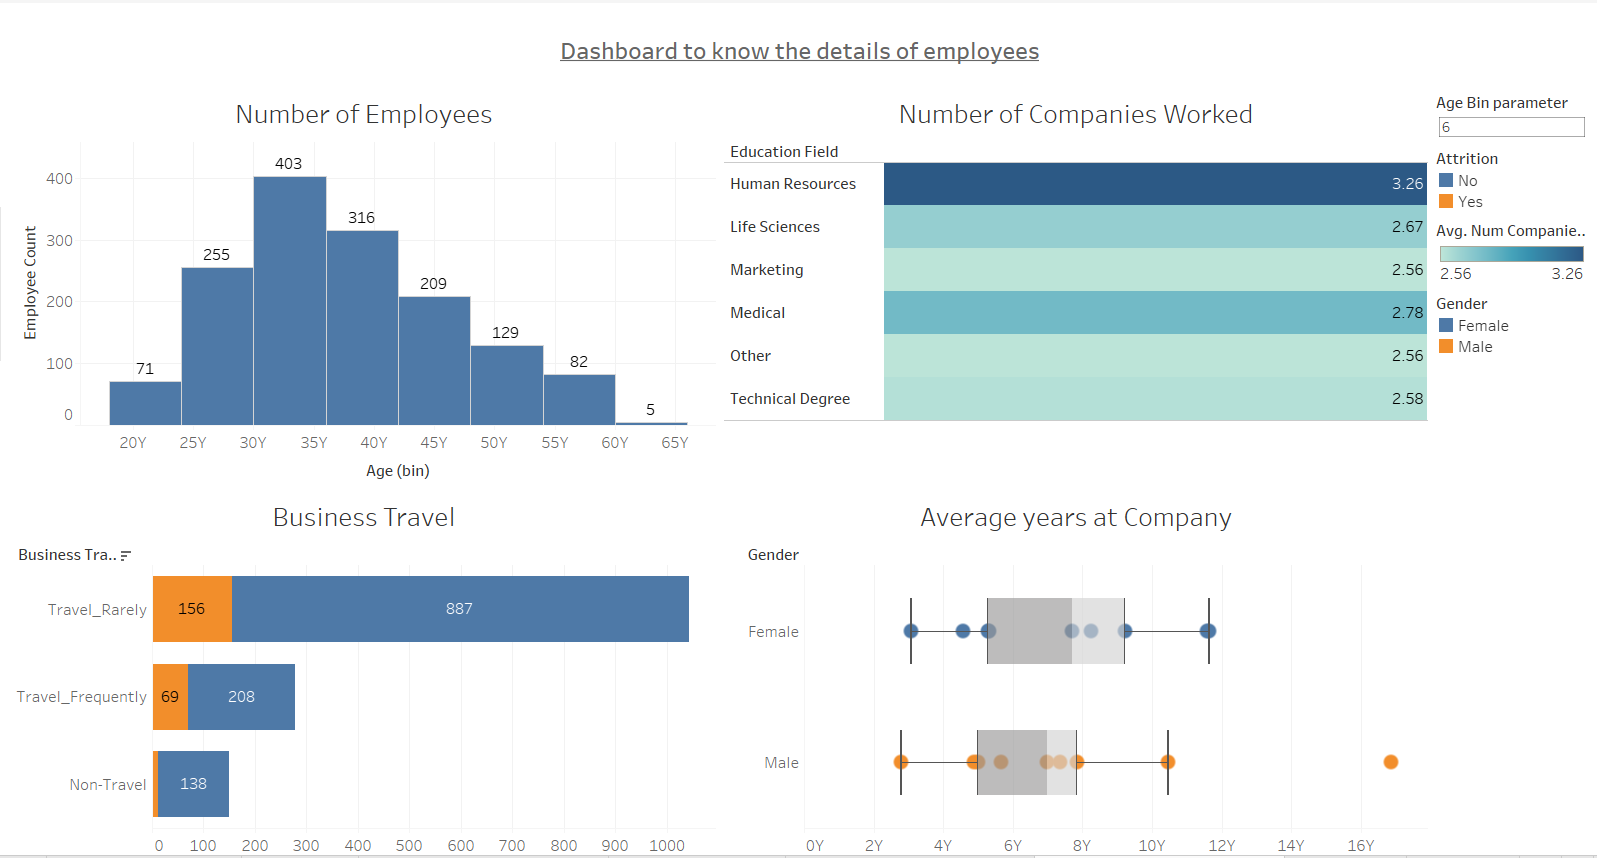 Dashboard to know the details of employees
Number of Employees
403
316
255
209
129
82
71
5
400
300
200
100
0
Employee Count
20Y 25Y 30Y 35Y 40Y 45Y 50Y 55Y 60Y 65Y
Age (bin)
Number of Companies Worked
Education Field
Human Resources 3.26
Life Sciences 2.67
Marketing 2.56
Medical 2.78
Other 2.56
Technical Degree 2.58
Age Bin parameter
6
Attrition
No
Yes
Avg. Num Companie..
2.56 3.26
Gender
Female
Male
Business Travel
Business Tra..
Travel_Rarely 156 887
Travel_Frequently 69 208
Non-Travel 138
0 100 200 300 400 500 600 700 800 900 1000
Average years at Company
Gender
Female
Male
0Y 2Y 4Y 6Y 8Y 10Y 12Y 14Y 16Y